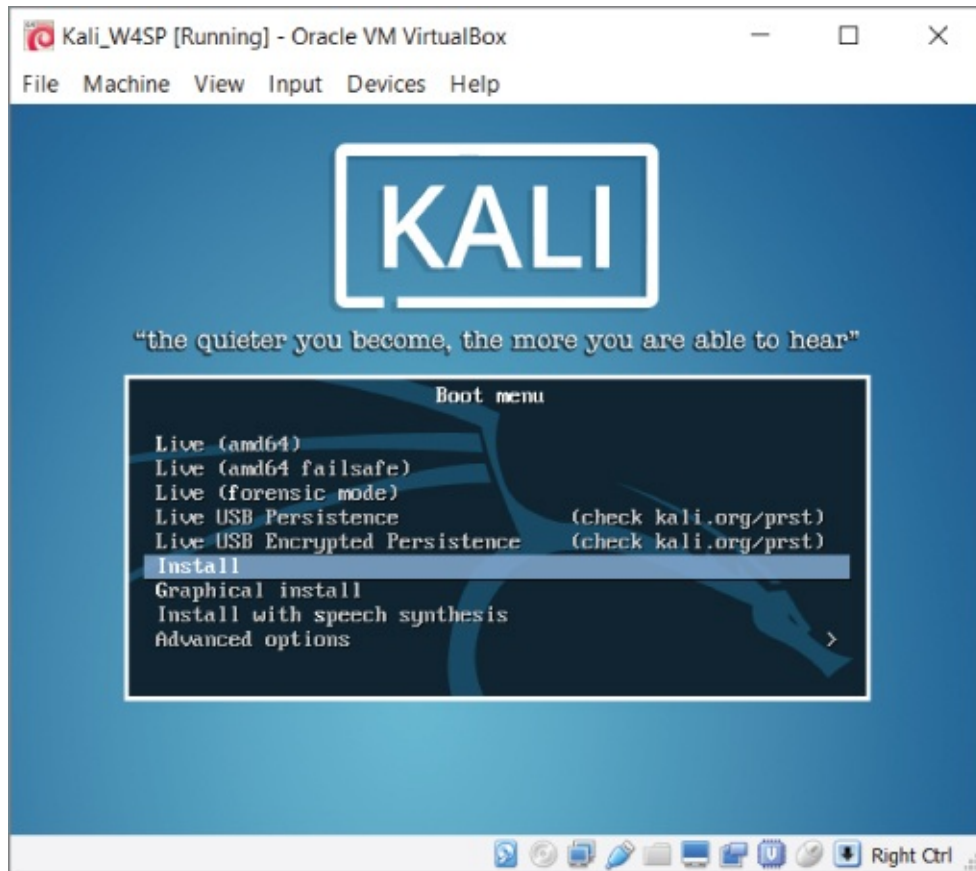 Kali_W4SP [Running] - Oracle VM VirtualBox
File Machine View Input Devices Help
KALI
“the quieter you become, the more you are able to hear”
Boot menu
Live (amd64)
Live (amd64 failsafe)
Live (forensic mode)
Live USB Persistence (check kali.org/prst)
Live USB Encrypted Persistence (check kali.org/prst)
Install
Graphical install
Install with speech synthesis
Advanced options >
Right Ctrl